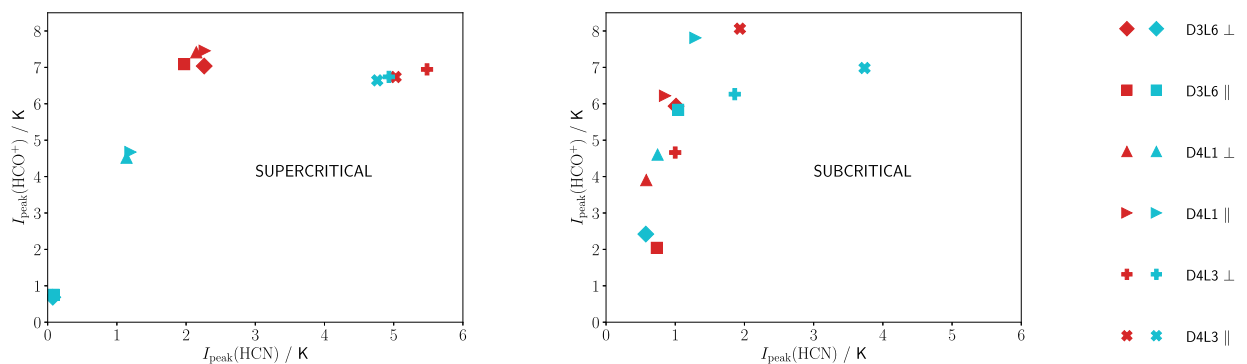 8
7
6
5
4
3
2
1
0
I_peak(HCO⁺) / K
SUPERCRITICAL
0 1 2 3 4 5 6
I_peak(HCN) / K
8
7
6
5
4
3
2
1
0
I_peak(HCO⁺) / K
SUBCRITICAL
0 1 2 3 4 5 6
I_peak(HCN) / K
D3L6 ⊥
D3L6 ∥
D4L1 ⊥
D4L1 ∥
D4L3 ⊥
D4L3 ∥